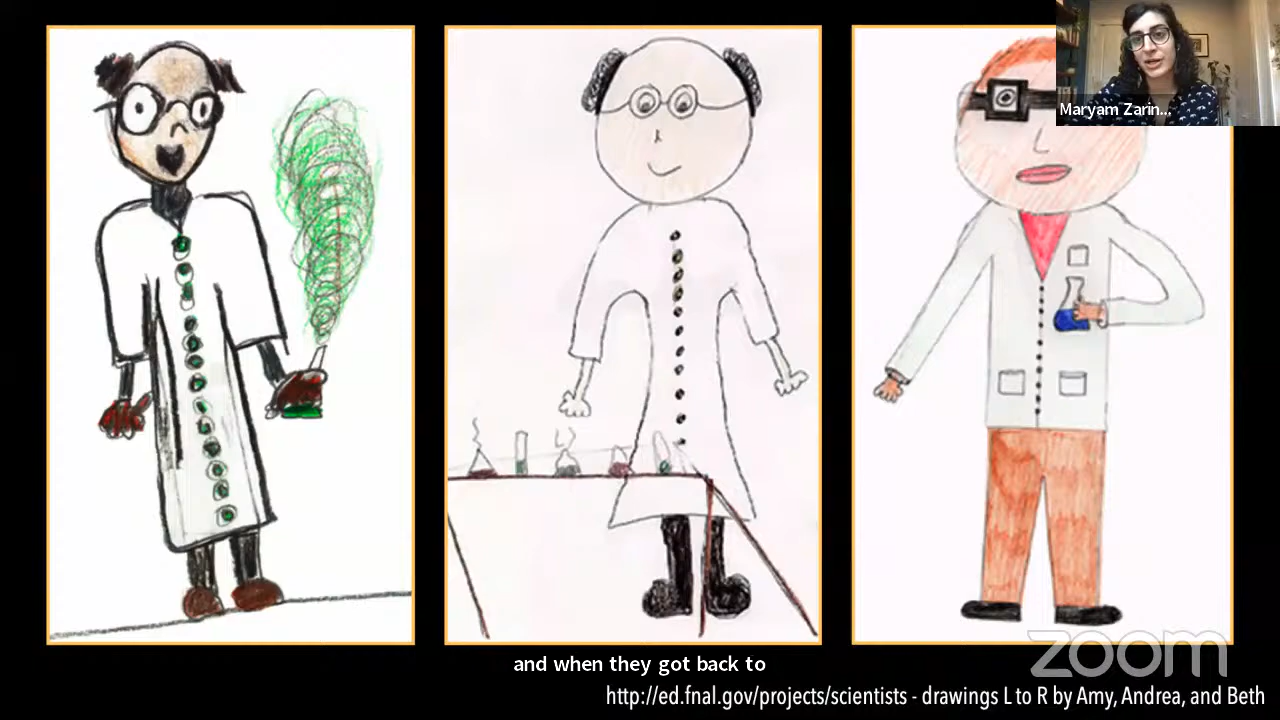 Maryam Zarin...
zoom
and when they got back to
http://ed.fnal.gov/projects/scientists - drawings L to R by Amy, Andrea, and Beth